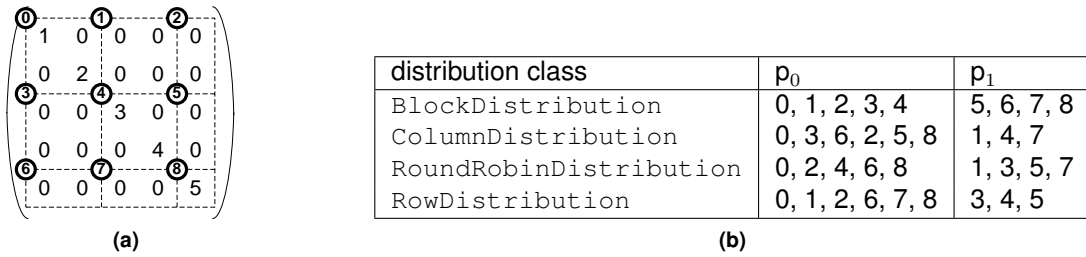 0 1 2
1 0 0 0 0
0 2 0 0 0
3 4 5
0 0 3 0 0
0 0 0 4 0
6 7 8
0 0 0 0 5
(a)
distribution class p0 p1
BlockDistribution 0, 1, 2, 3, 4 5, 6, 7, 8
ColumnDistribution 0, 3, 6, 2, 5, 8 1, 4, 7
RoundRobinDistribution 0, 2, 4, 6, 8 1, 3, 5, 7
RowDistribution 0, 1, 2, 6, 7, 8 3, 4, 5
(b)